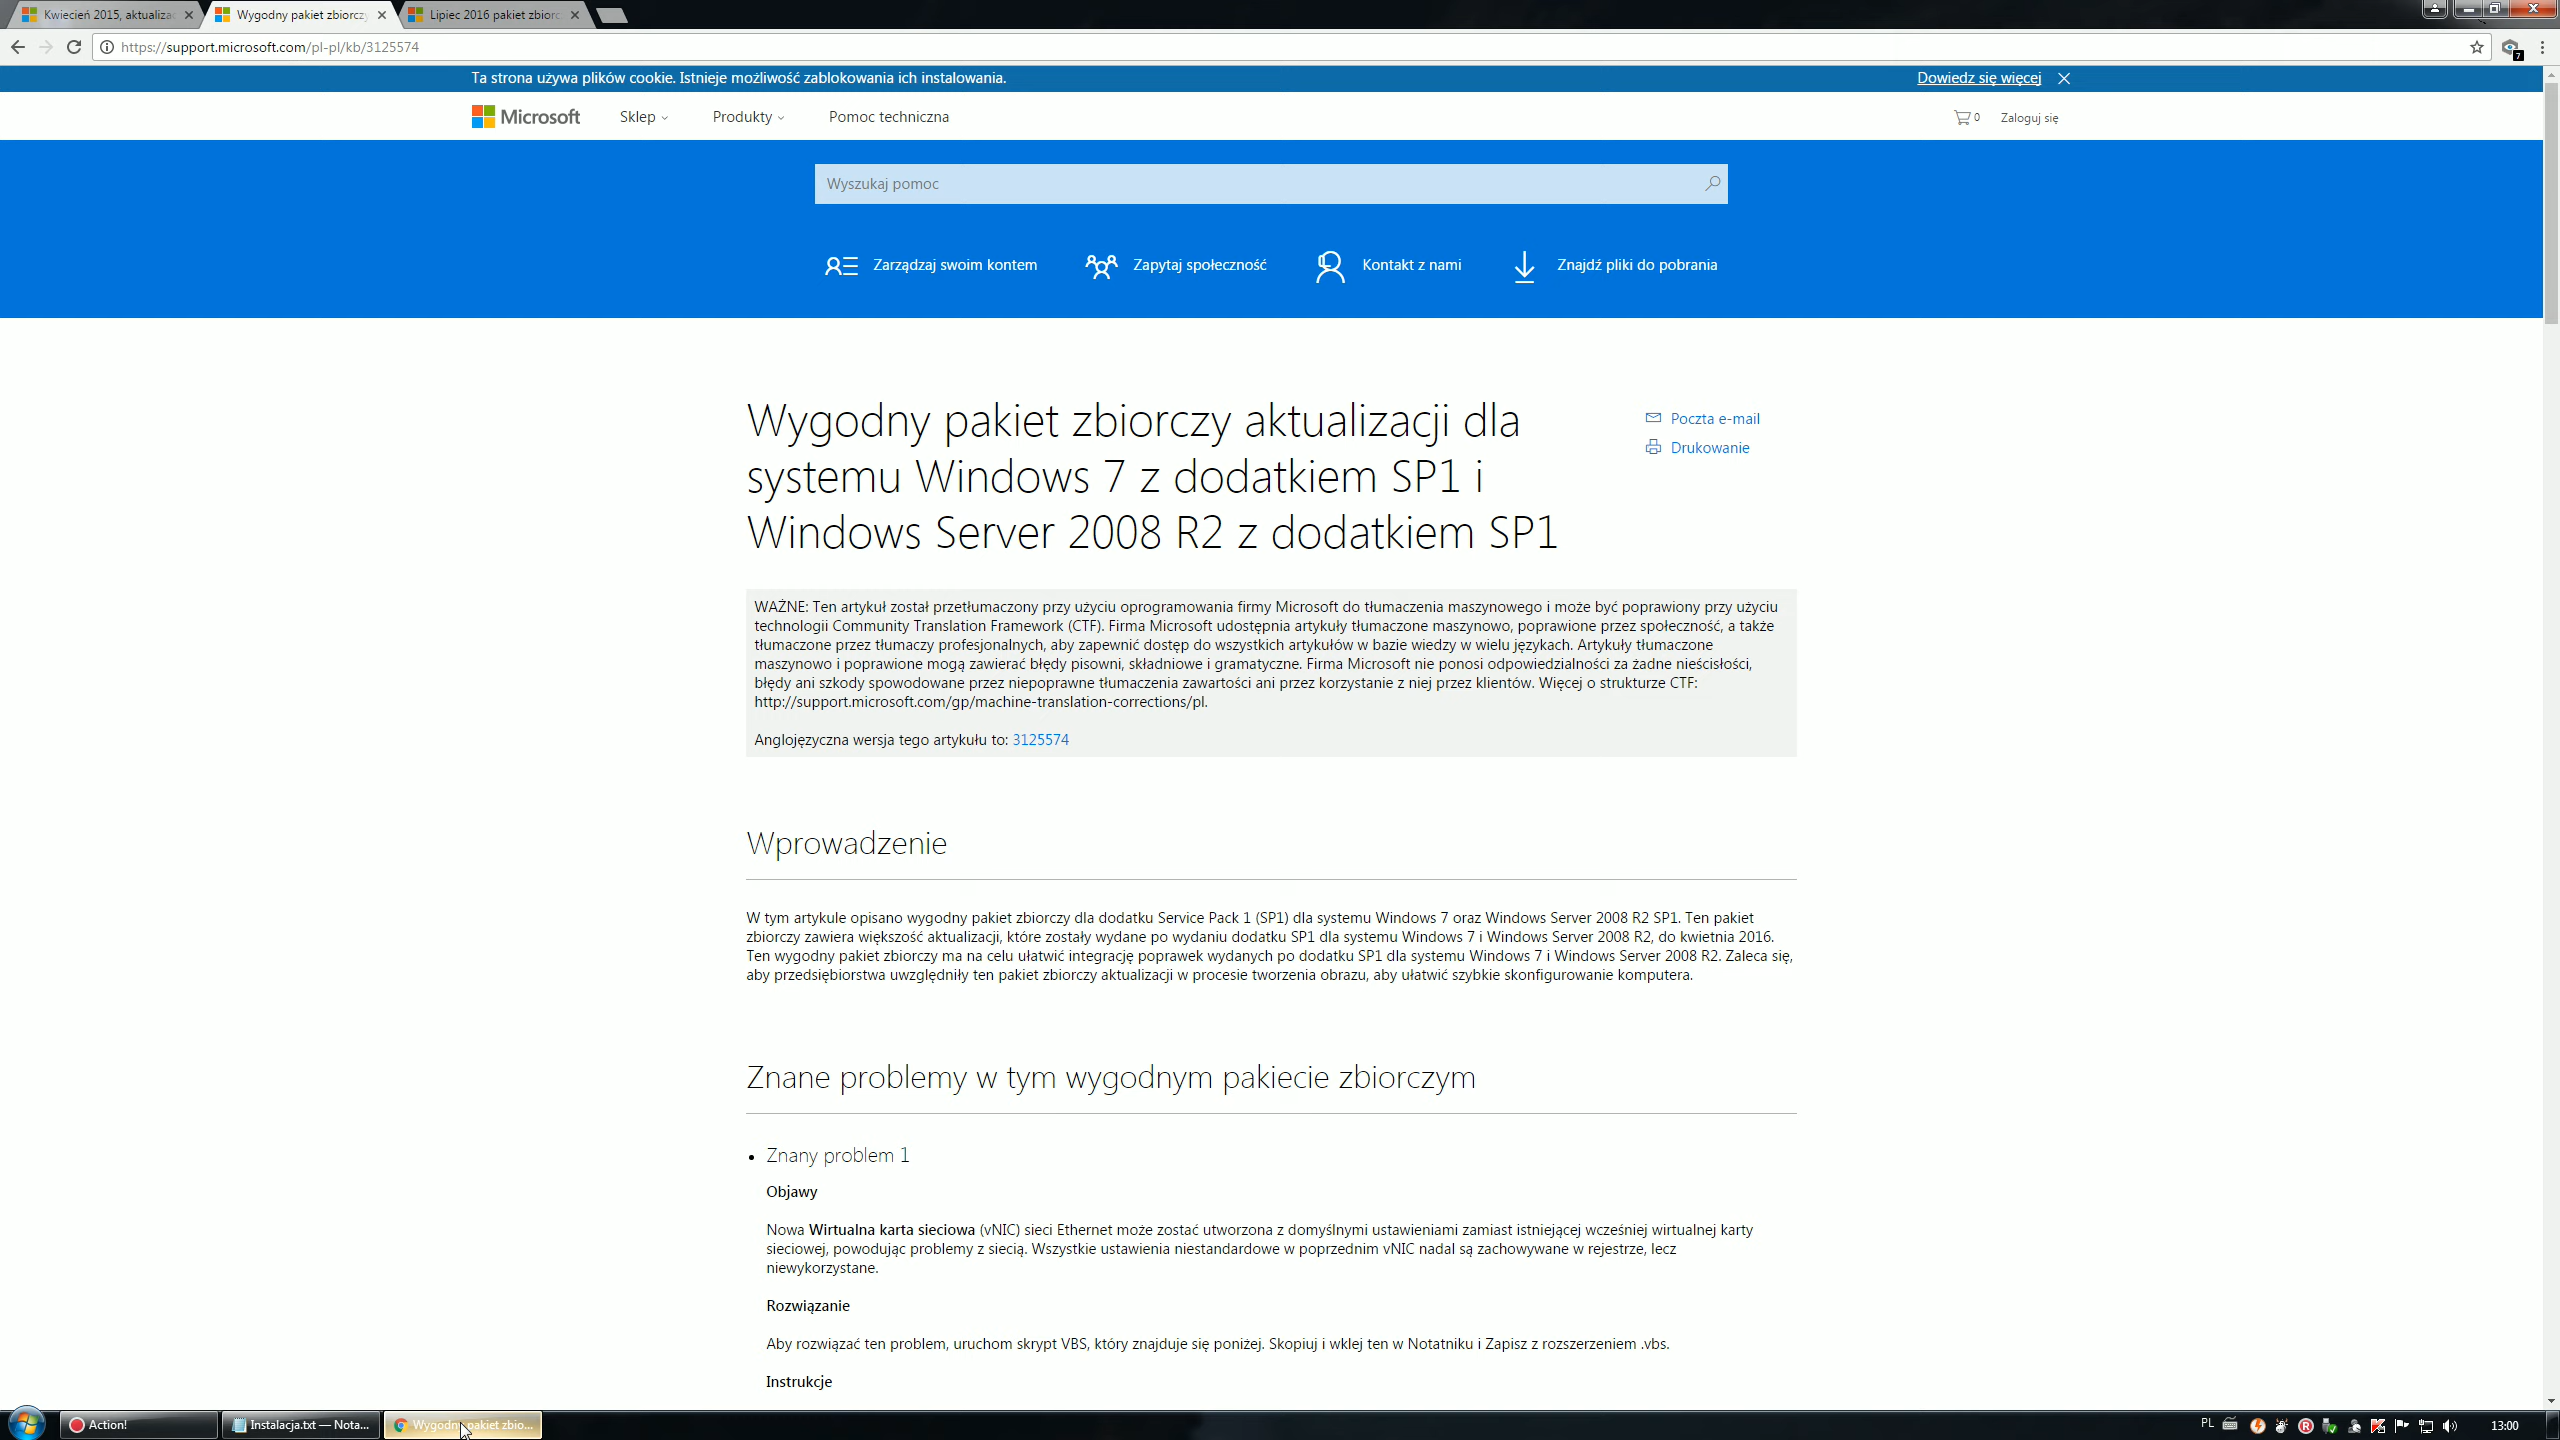 Kwiecień 2015, aktualizac
Wygodny pakiet zbiorczy
Lipiec 2016 pakiet zbiorc
https://support.microsoft.com/pl-pl/kb/3125574
7
Ta strona używa plików cookie. Istnieje możliwość zablokowania ich instalowania.
Dowiedz się więcej
Microsoft
Sklep
Produkty
Pomoc techniczna
0
Zaloguj się
Wyszukaj pomoc
Zarządzaj swoim kontem
Zapytaj społeczność
Kontakt z nami
Znajdź pliki do pobrania
Wygodny pakiet zbiorczy aktualizacji dla
systemu Windows 7 z dodatkiem SP1 i
Windows Server 2008 R2 z dodatkiem SP1
Poczta e-mail
Drukowanie
WAŻNE: Ten artykuł został przetłumaczony przy użyciu oprogramowania firmy Microsoft do tłumaczenia maszynowego i może być poprawiony przy użyciu
technologii Community Translation Framework (CTF). Firma Microsoft udostępnia artykuły tłumaczone maszynowo, poprawione przez społeczność, a także
tłumaczone przez tłumaczy profesjonalnych, aby zapewnić dostęp do wszystkich artykułów w bazie wiedzy w wielu językach. Artykuły tłumaczone
maszynowo i poprawione mogą zawierać błędy pisowni, składniowe i gramatyczne. Firma Microsoft nie ponosi odpowiedzialności za żadne nieścisłości,
błędy ani szkody spowodowane przez niepoprawne tłumaczenia zawartości ani przez korzystanie z niej przez klientów. Więcej o strukturze CTF:
http://support.microsoft.com/gp/machine-translation-corrections/pl.
Anglojęzyczna wersja tego artykułu to: 3125574
Wprowadzenie
W tym artykule opisano wygodny pakiet zbiorczy dla dodatku Service Pack 1 (SP1) dla systemu Windows 7 oraz Windows Server 2008 R2 SP1. Ten pakiet
zbiorczy zawiera większość aktualizacji, które zostały wydane po wydaniu dodatku SP1 dla systemu Windows 7 i Windows Server 2008 R2, do kwietnia 2016.
Ten wygodny pakiet zbiorczy ma na celu ułatwić integrację poprawek wydanych po dodatku SP1 dla systemu Windows 7 i Windows Server 2008 R2. Zaleca się,
aby przedsiębiorstwa uwzględniły ten pakiet zbiorczy aktualizacji w procesie tworzenia obrazu, aby ułatwić szybkie skonfigurowanie komputera.
Znane problemy w tym wygodnym pakiecie zbiorczym
• Znany problem 1
Objawy
Nowa Wirtualna karta sieciowa (vNIC) sieci Ethernet może zostać utworzona z domyślnymi ustawieniami zamiast istniejącej wcześniej wirtualnej karty
sieciowej, powodując problemy z siecią. Wszystkie ustawienia niestandardowe w poprzednim vNIC nadal są zachowywane w rejestrze, lecz
niewykorzystane.
Rozwiązanie
Aby rozwiązać ten problem, uruchom skrypt VBS, który znajduje się poniżej. Skopiuj i wklej ten w Notatniku i Zapisz z rozszerzeniem .vbs.
Instrukcje
Action!
Instalacja.txt — Nota...
Wygodny pakiet zbio...
PL
13:00